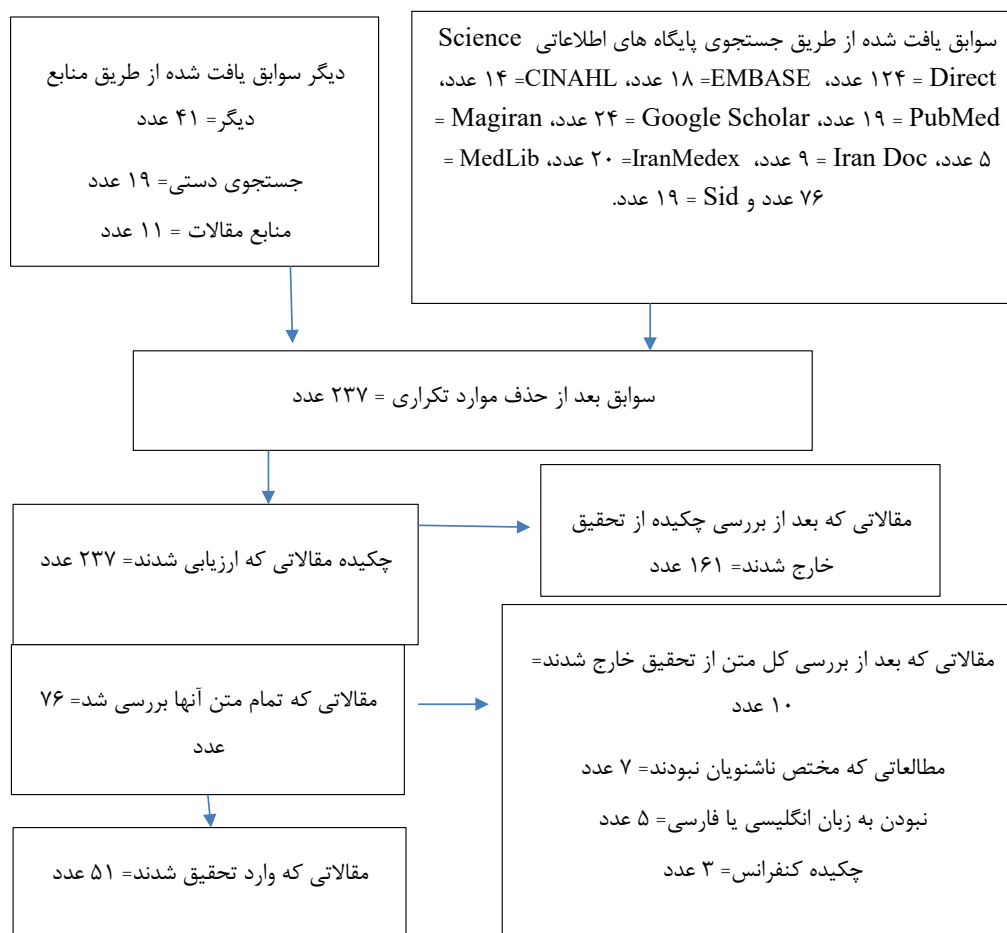 سوابق یافت شده از طریق جستجوی پایگاه های اطلاعاتی Science
Direct = ۱۲۴ عدد، EMBASE= ۱۸ عدد، CINAHL= ۱۴ عدد،
PubMed = ۱۹ عدد، Google Scholar = ۲۴ عدد، Magiran =
۵ عدد، Iran Doc = ۹ عدد، IranMedex= ۲۰ عدد، MedLib =
۷۶ عدد و Sid = ۱۹ عدد.
دیگر سوابق یافت شده از طریق منابع
دیگر= ۴۱ عدد
جستجوی دستی= ۱۹ عدد
منابع مقالات = ۱۱ عدد
سوابق بعد از حذف موارد تکراری = ۲۳۷ عدد
چکیده مقالاتی که ارزیابی شدند= ۲۳۷ عدد
مقالاتی که بعد از بررسی چکیده از تحقیق
خارج شدند= ۱۶۱ عدد
مقالاتی که تمام متن آنها بررسی شد= ۷۶
عدد
مقالاتی که بعد از بررسی کل متن از تحقیق خارج شدند=
۱۰ عدد
مطالعاتی که مختص ناشنویان نبودند= ۷ عدد
نبودن به زبان انگلیسی یا فارسی= ۵ عدد
چکیده کنفرانس= ۳ عدد
مقالاتی که وارد تحقیق شدند= ۵۱ عدد